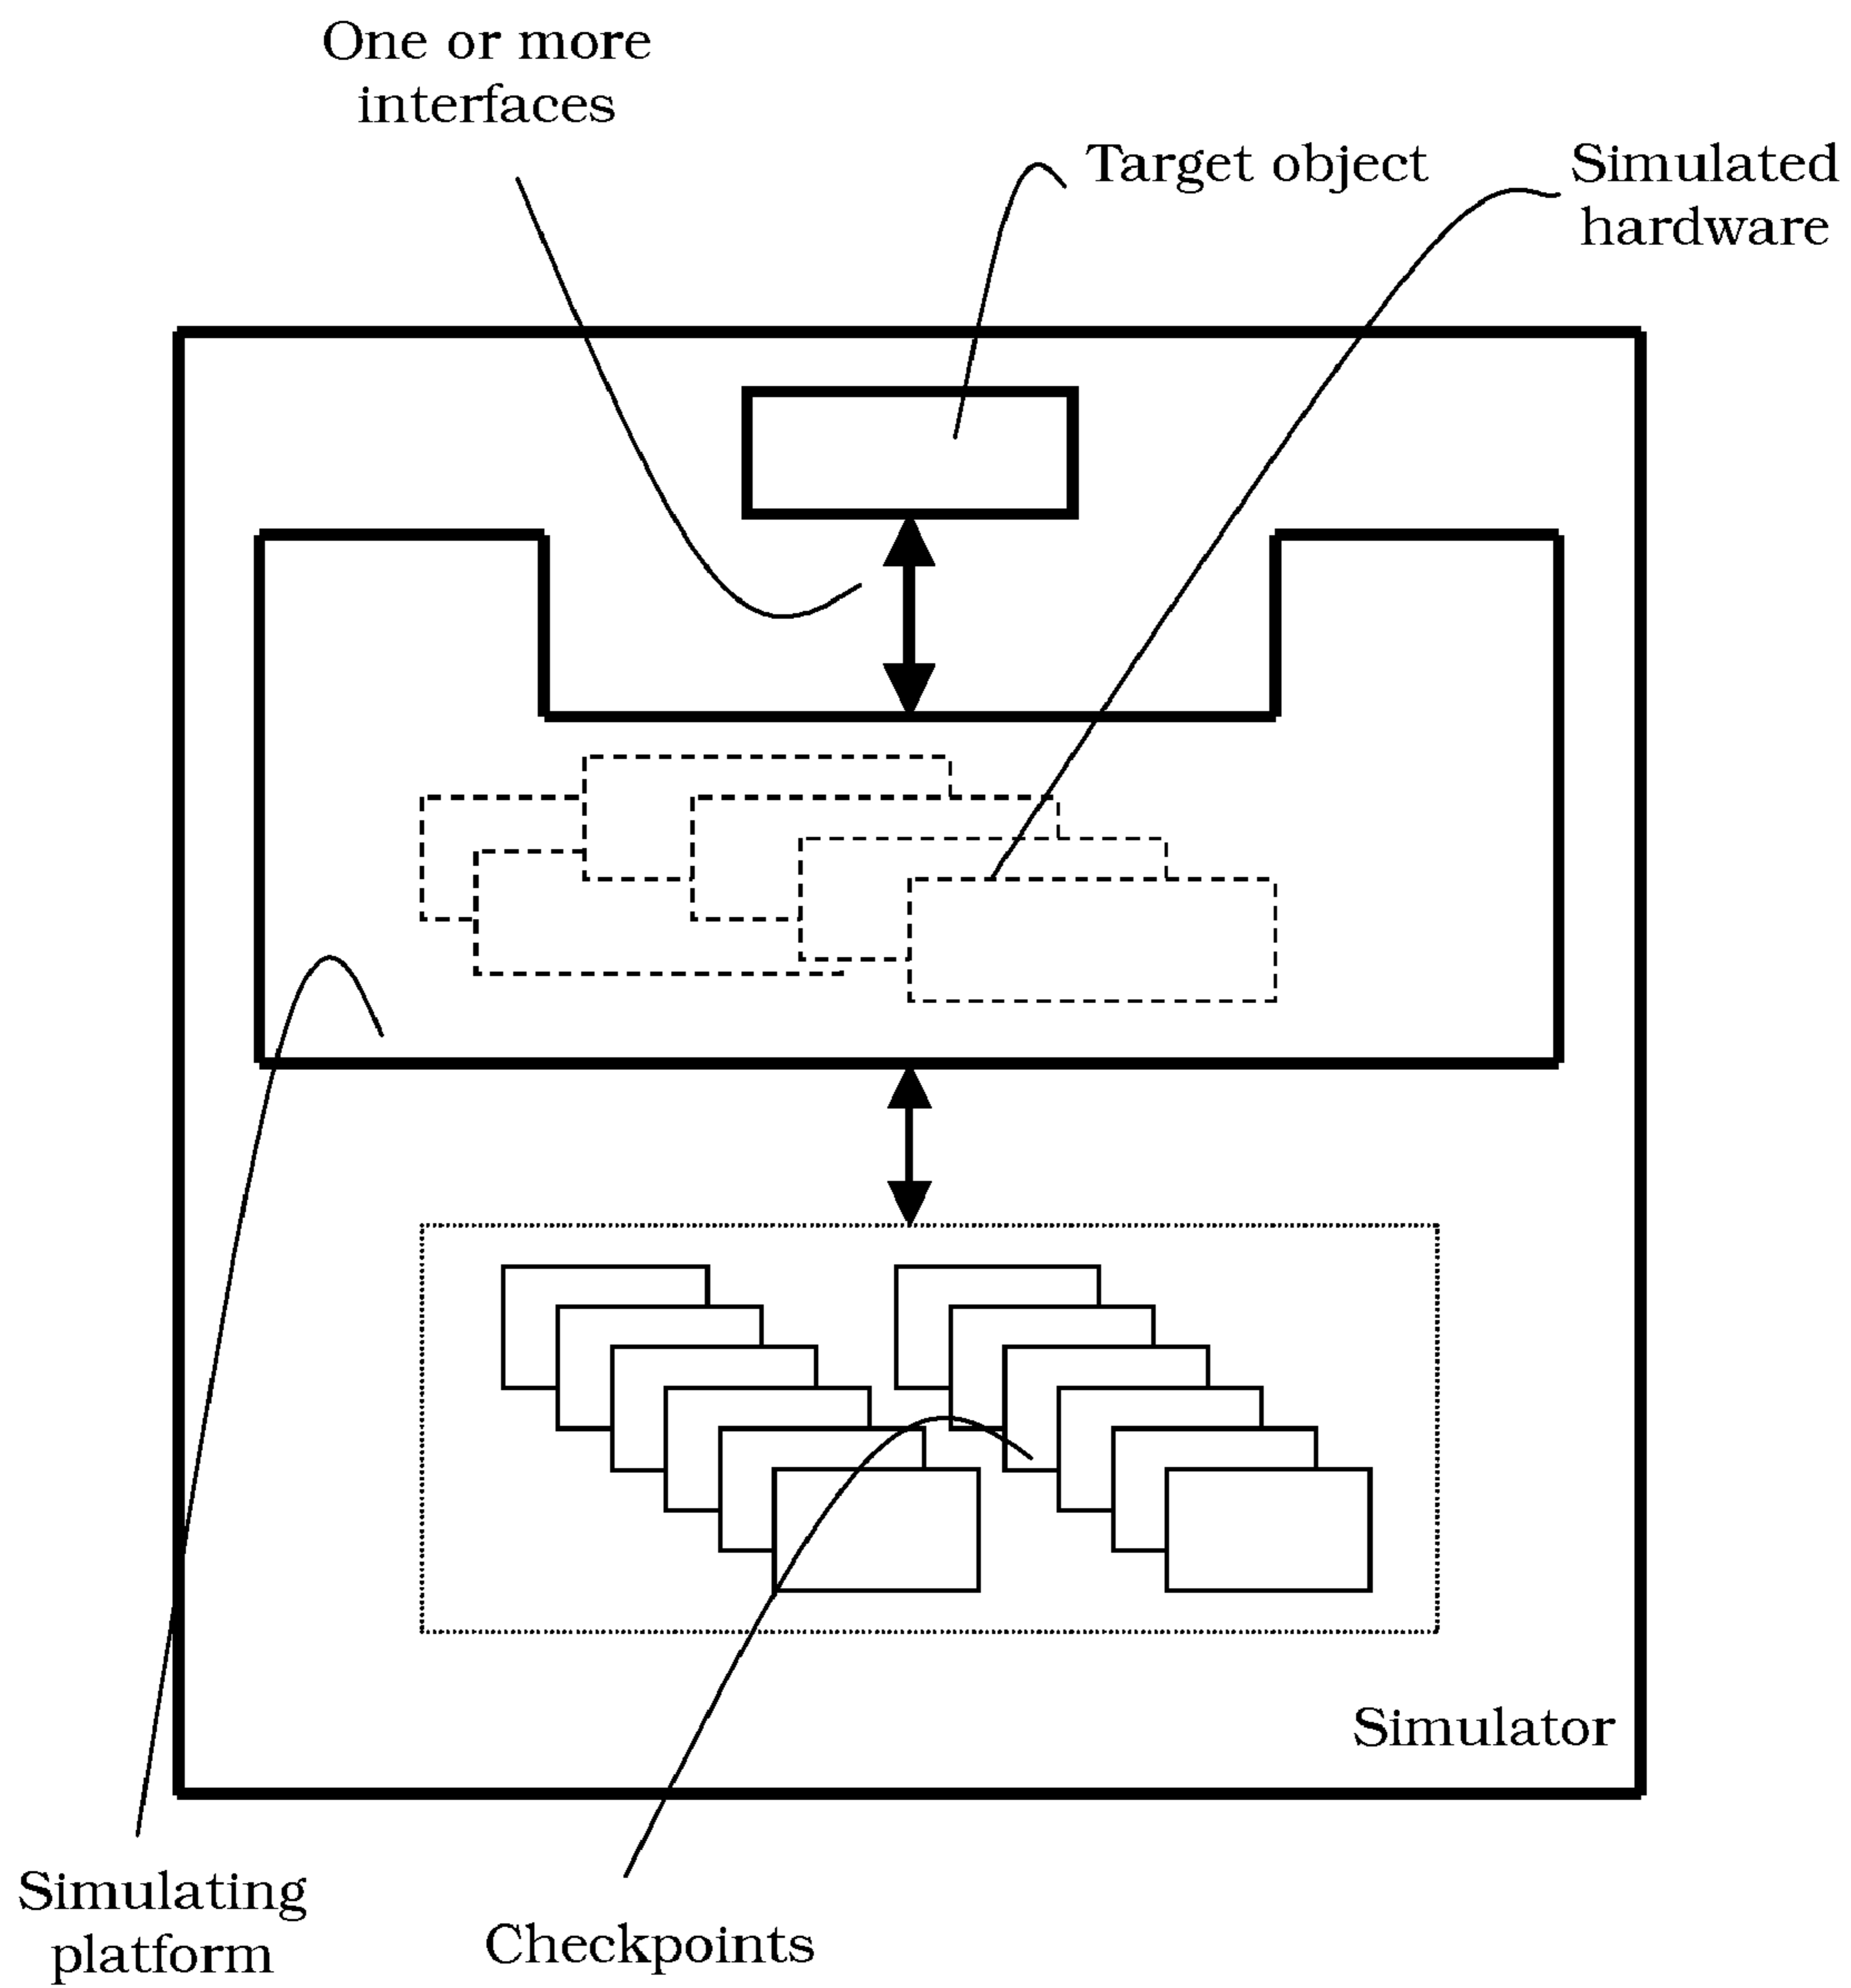 One or more
interfaces
Target object
Simulated
hardware
Simulator
Simulating
platform
Checkpoints